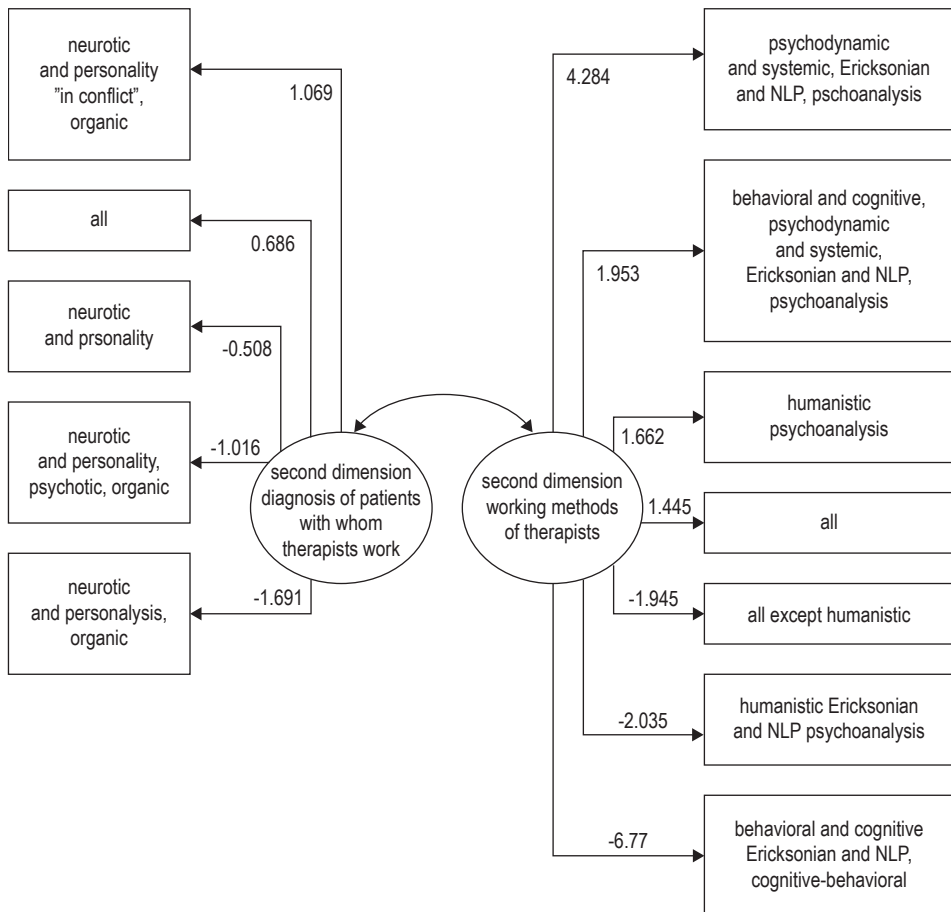 neurotic
and personality
”in conflict”,
organic
1.069
all
0.686
neurotic
and prsonality
-0.508
neurotic
and personality,
psychotic, organic
-1.016
neurotic
and personalysis,
organic
-1.691
second dimension
diagnosis of patients
with whom
therapists work
second dimension
working methods
of therapists
4.284
psychodynamic
and systemic, Ericksonian
and NLP, pschoanalysis
1.953
behavioral and cognitive,
psychodynamic
and systemic,
Ericksonian and NLP,
psychoanalysis
1.662
humanistic
psychoanalysis
1.445
all
-1.945
all except humanistic
-2.035
humanistic Ericksonian
and NLP psychoanalysis
-6.77
behavioral and cognitive
Ericksonian and NLP,
cognitive-behavioral